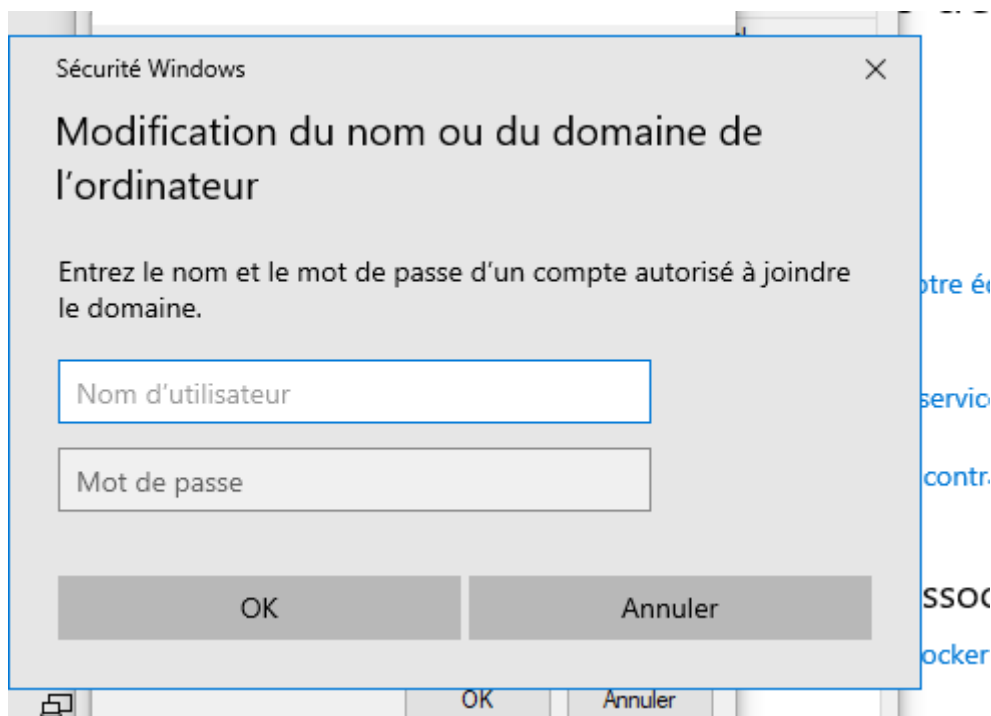 Sécurité Windows
Modification du nom ou du domaine de
l'ordinateur
Entrez le nom et le mot de passe d'un compte autorisé à joindre
le domaine.
Nom d'utilisateur
Mot de passe
OK Annuler
OK Annuler